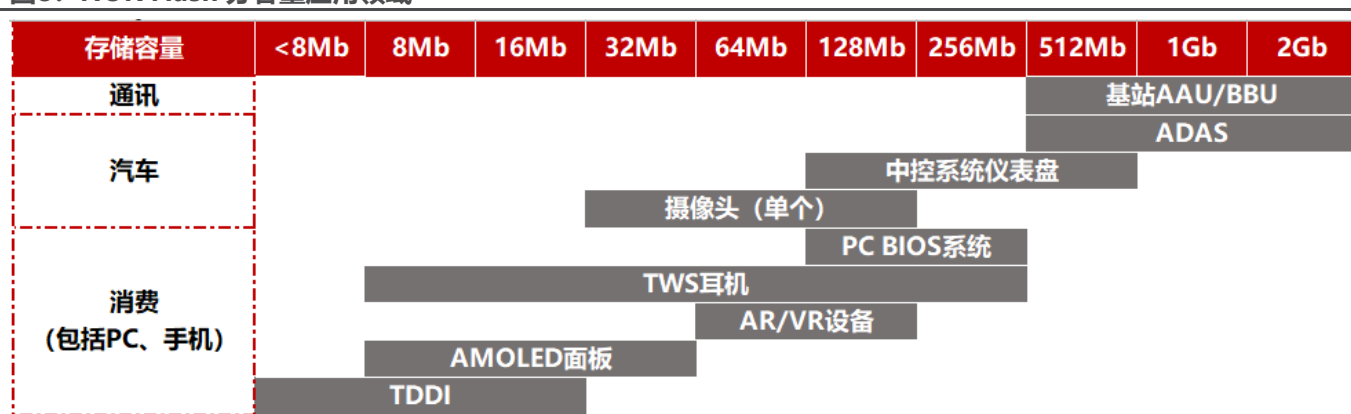 存储容量 <8Mb 8Mb 16Mb 32Mb 64Mb 128Mb 256Mb 512Mb 1Gb 2Gb
通讯 基站AAU/BBU
汽车 ADAS
中控系统仪表盘
摄像头（单个）
消费
（包括PC、手机）
PC BIOS系统
TWS耳机
AR/VR设备
AMOLED面板
TDDI